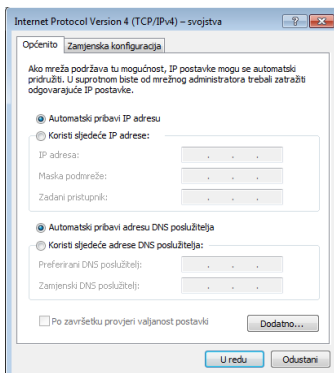 Internet Protocol Version 4 (TCP/IPv4) – svojstva
Općenito Zamjenska konfiguracija
Ako mreža podržava tu mogućnost, IP postavke mogu se automatski
pridružiti. U suprotnom biste od mrežnog administratora trebali zatražiti
odgovarajuće IP postavke.
Automatski pribavi IP adresu
Koristi sljedeće IP adrese:
IP adresa:
Maska podmreže:
Zadani pristupnik:
Automatski pribavi adresu DNS poslužitelja
Koristi sljedeće adrese DNS poslužitelja:
Preferirani DNS poslužitelj:
Zamjenski DNS poslužitelj:
Po završetku provjeri valjanost postavki
Dodatno...
U redu Odustani